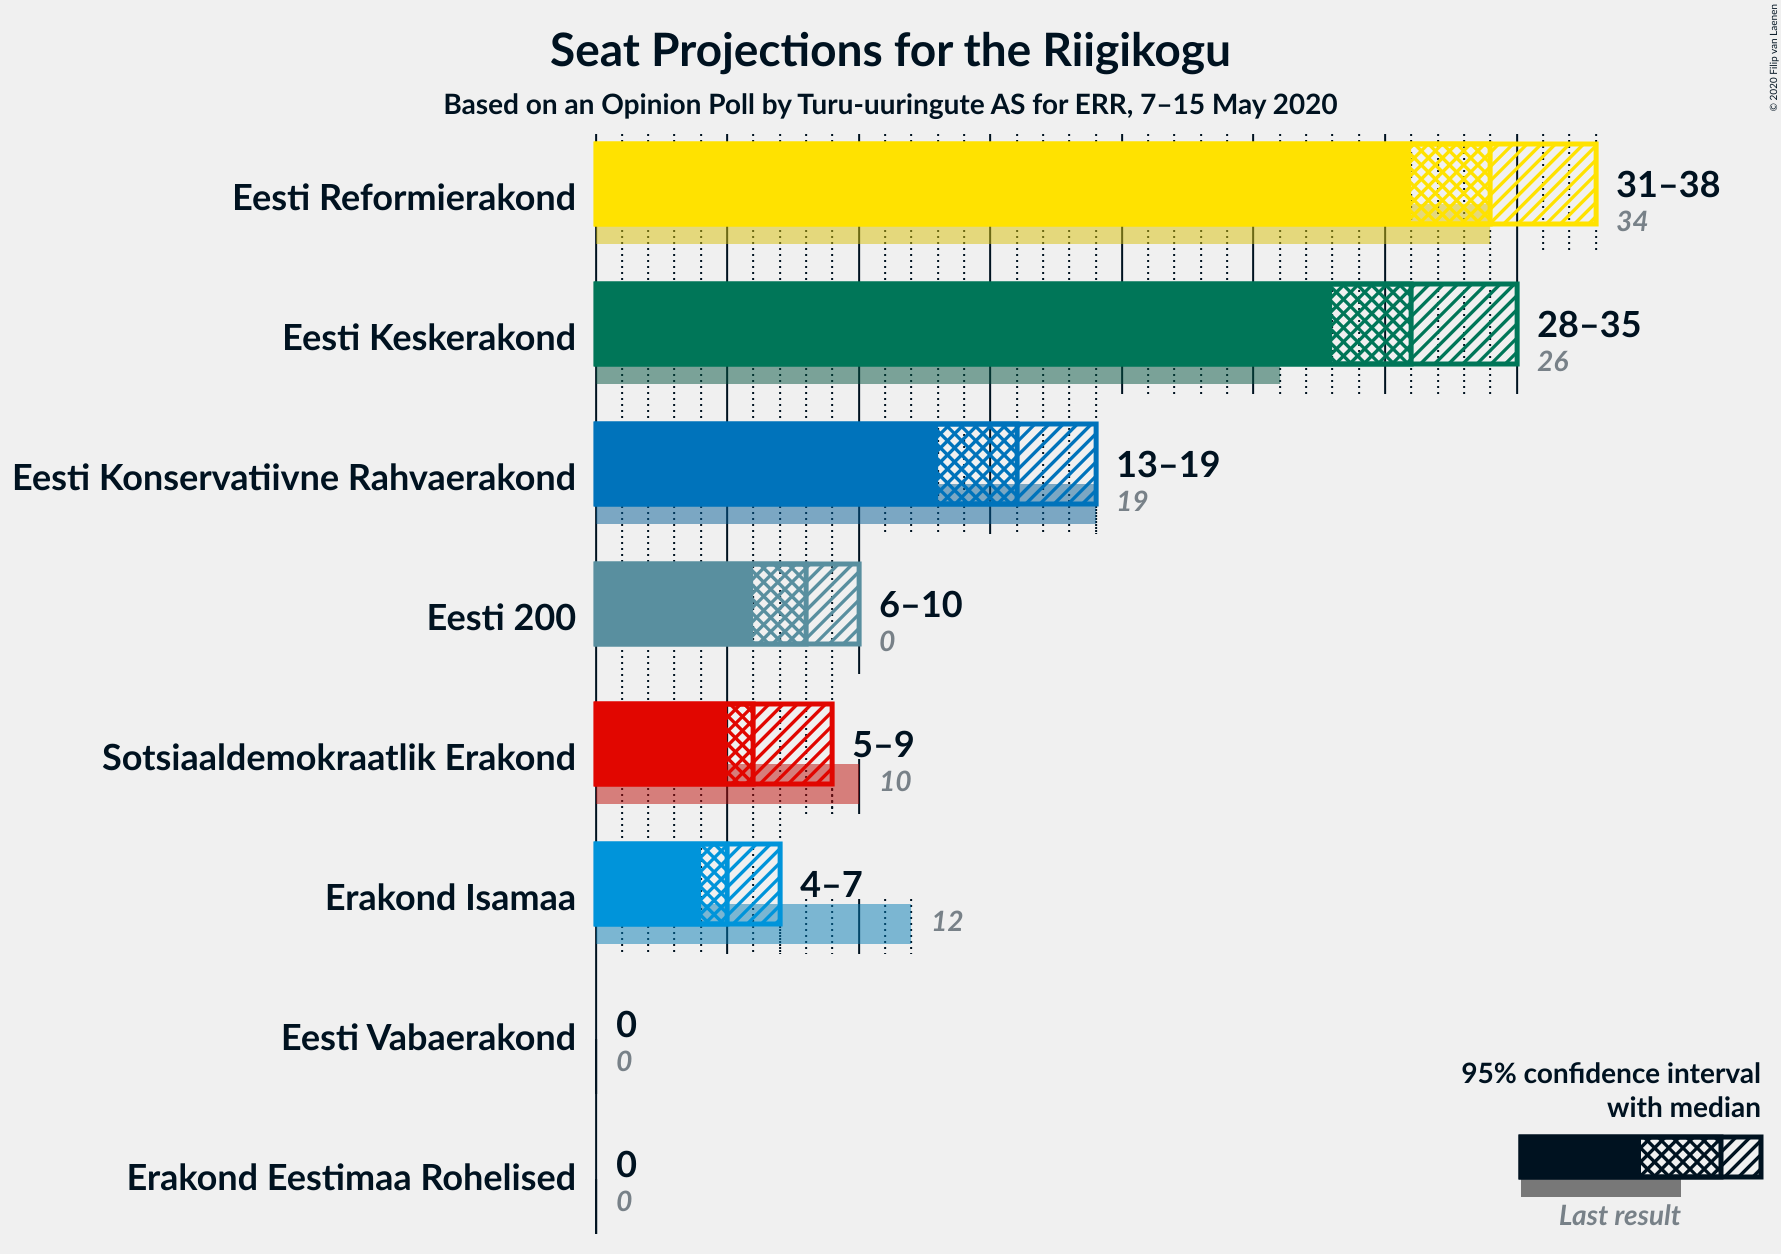 Seat Projections for the Riigikogu
Based on an Opinion Poll by Turu-uuringute AS for ERR, 7–15 May 2020
© 2020 Filip van Laenen
Eesti Reformierakond
31–38
34
Eesti Keskerakond
28–35
26
Eesti Konservatiivne Rahvaerakond
13–19
19
Eesti 200
6–10
0
Sotsiaaldemokraatlik Erakond
5–9
10
Erakond Isamaa
4–7
12
Eesti Vabaerakond
0
0
Erakond Eestimaa Rohelised
0
0
95% confidence interval
with median
Last result